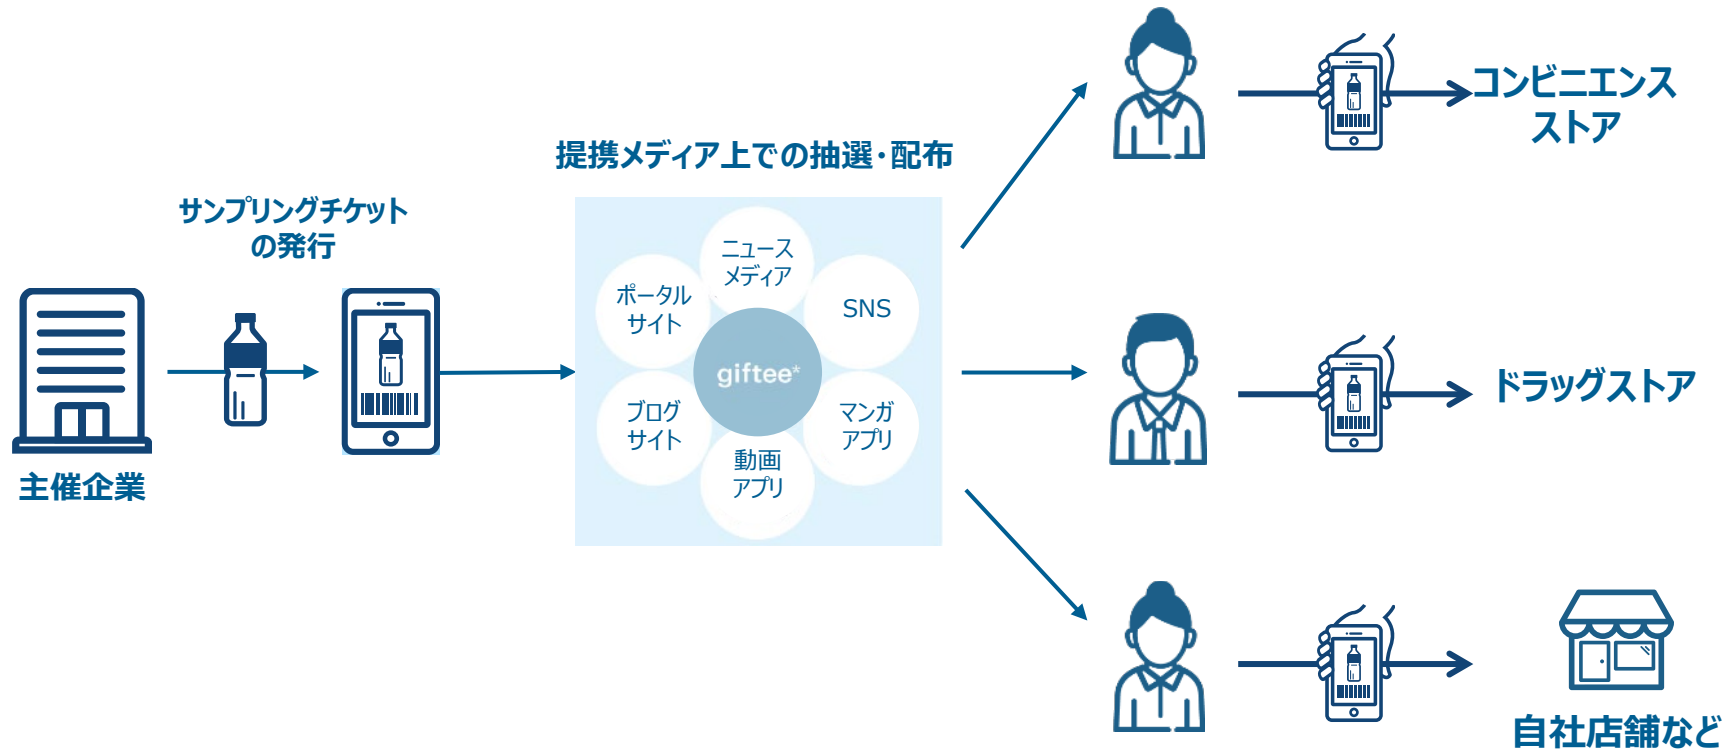 主催企業
サンプリングチケット
の発行
提携メディア上での抽選・配布
ニュース
メディア
ポータル
サイト
SNS
giftee*
ブログ
サイト
マンガ
アプリ
動画
アプリ
コンビニエンス
ストア
ドラッグストア
自社店舗など